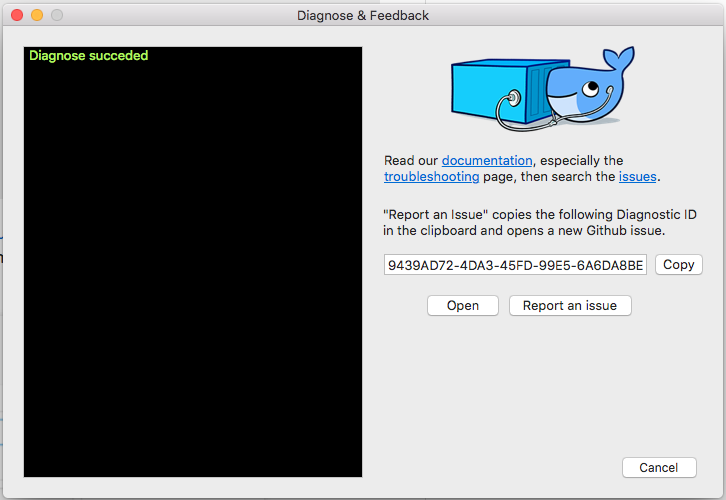 Diagnose & Feedback
Diagnose succeded
Read our documentation, especially the
troubleshooting page, then search the issues.
"Report an Issue" copies the following Diagnostic ID
in the clipboard and opens a new Github issue.
9439AD72-4DA3-45FD-99E5-6A6DA8BE
Copy
Open
Report an issue
Cancel